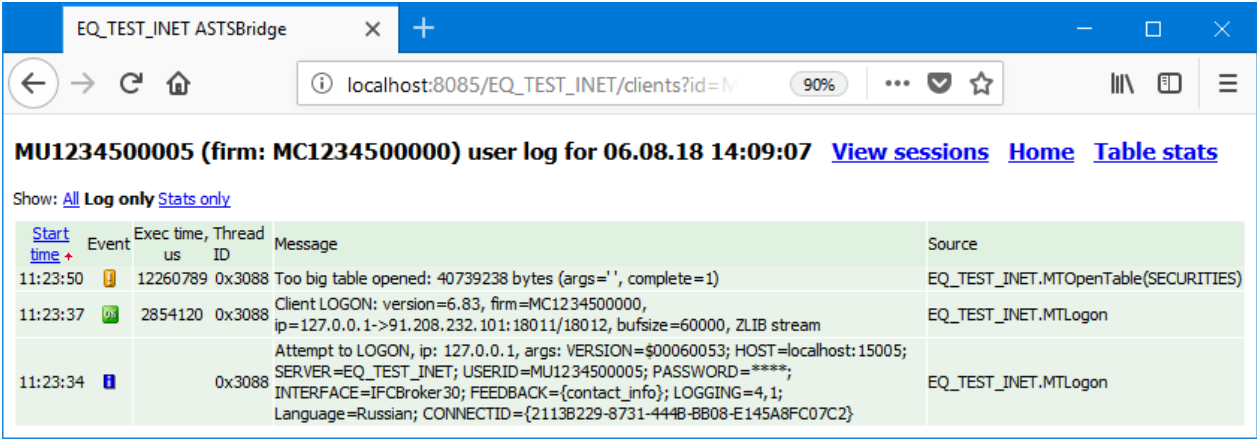 EQ_TEST_INET ASTSBridge
localhost:8085/EQ_TEST_INET/clients?id=M
90%
MU1234500005 (firm: MC1234500000) user log for 06.08.18 14:09:07 View sessions Home Table stats
Show: All Log only Stats only
Start time Event Exec time, us Thread ID Message Source
11:23:50 12260789 0x3088 Too big table opened: 40739238 bytes (args='', complete=1) EQ_TEST_INET.MTOpenTable(SECURITIES)
11:23:37 OK 2854120 0x3088 Client LOGON: version=6.83, firm=MC1234500000,
ip=127.0.0.1->91.208.232.101:18011/18012, bufsize=60000, ZLIB stream EQ_TEST_INET.MTLogon
Attempt to LOGON, ip: 127.0.0.1, args: VERSION=$00060053; HOST=localhost:15005;
SERVER=EQ_TEST_INET; USERID=MU1234500005; PASSWORD=****;
11:23:34 0x3088 INTERFACE=IFCBroker30; FEEDBACK={contact_info}; LOGGING=4,1; EQ_TEST_INET.MTLogon
Language=Russian; CONNECTID={2113B229-8731-444B-BB08-E145A8FC07C2}